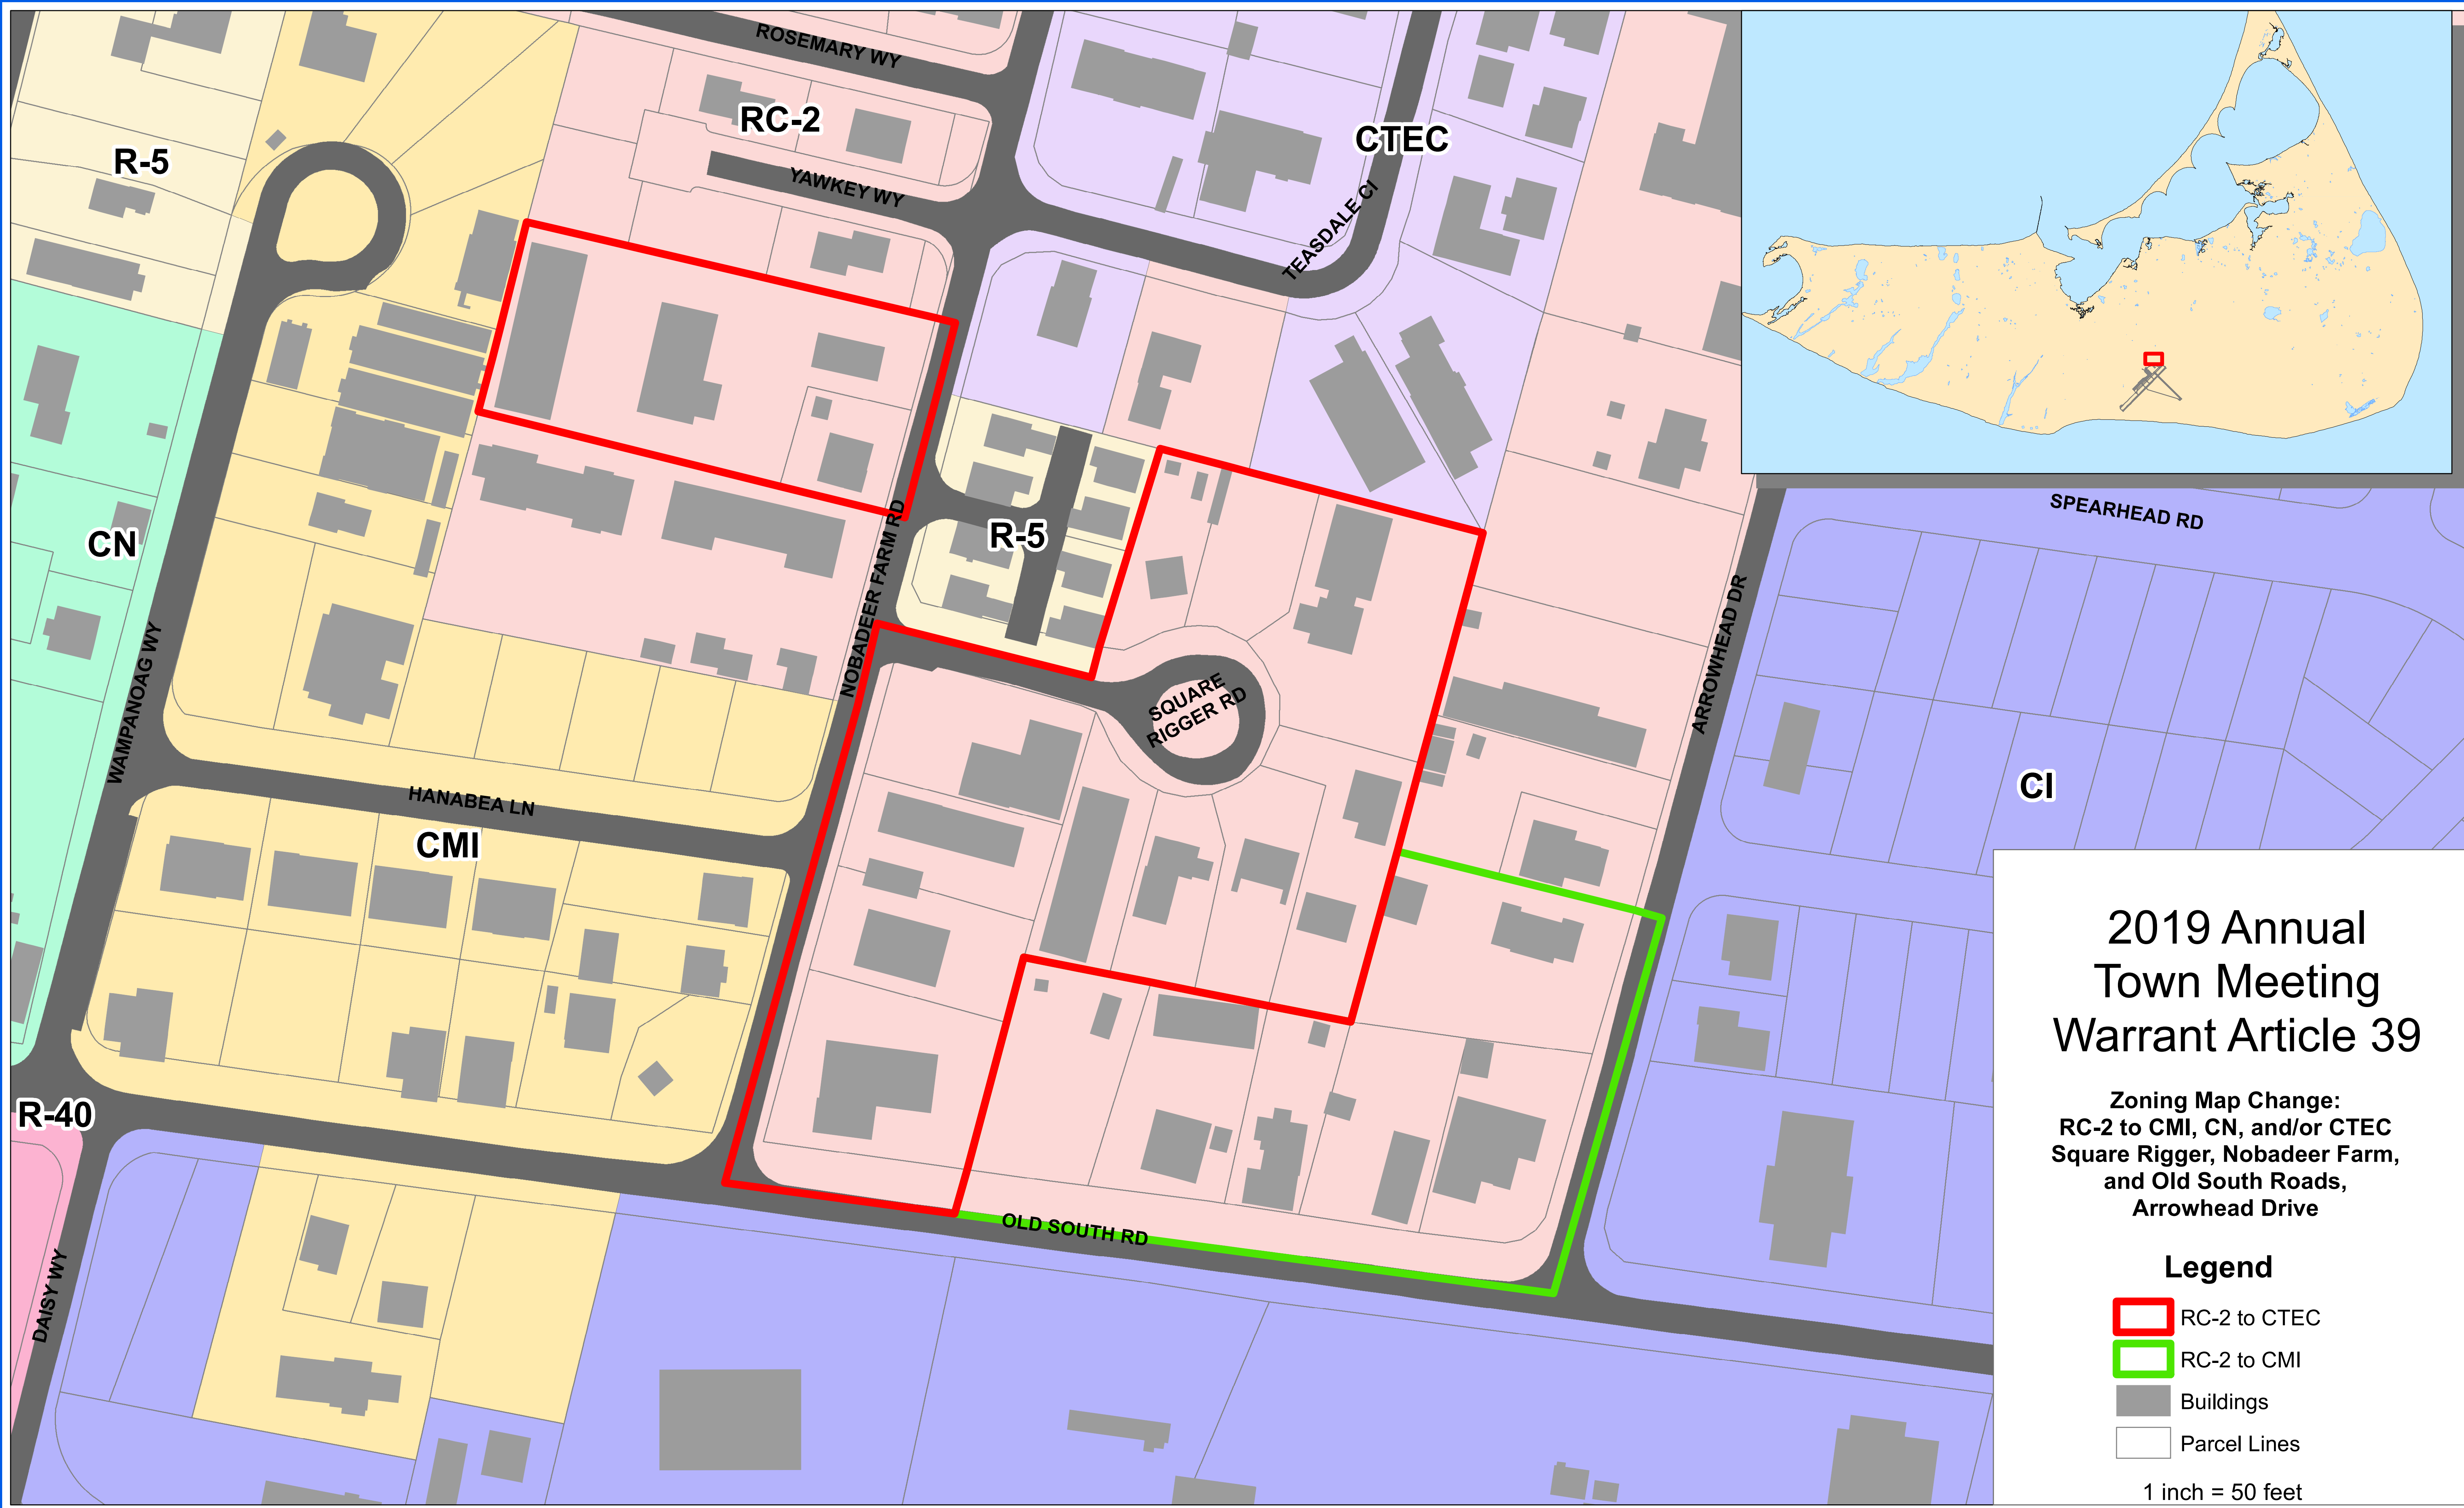 ROSEMARY WY
RC-2
R-5
CTEC
YAWKEY WY
TEASDALE CI
SPEARHEAD RD
CN
R-5
NOBADEER FARM RD
ARROWHEAD DR
WAMPANOAG WY
SQUARE
RIGGER RD
CI
HANABEA LN
CMI
R-40
OLD SOUTH RD
DAISY WY
2019 Annual
Town Meeting
Warrant Article 39
Zoning Map Change:
RC-2 to CMI, CN, and/or CTEC
Square Rigger, Nobadeer Farm,
and Old South Roads,
Arrowhead Drive
Legend
RC-2 to CTEC
RC-2 to CMI
Buildings
Parcel Lines
1 inch = 50 feet